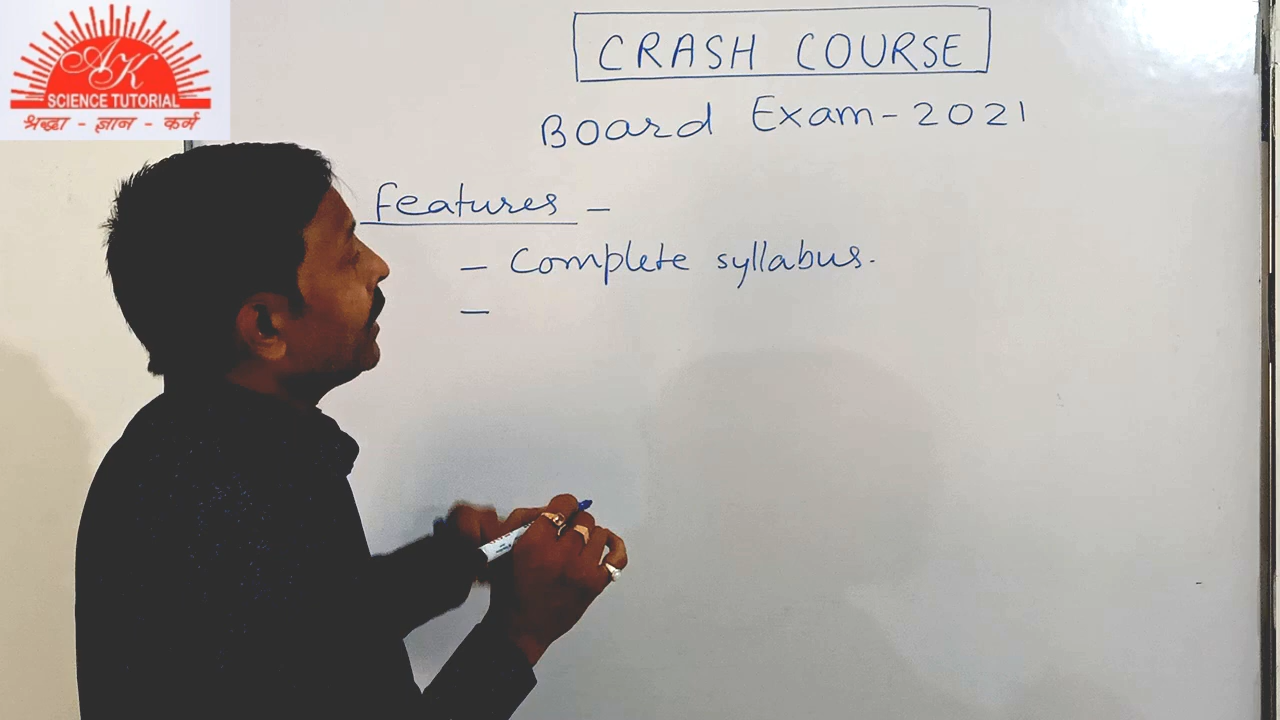 AK
SCIENCE TUTORIAL
श्रद्धा - ज्ञान - कर्म
CRASH COURSE
Board Exam - 2021
Features -
- Complete syllabus.
-